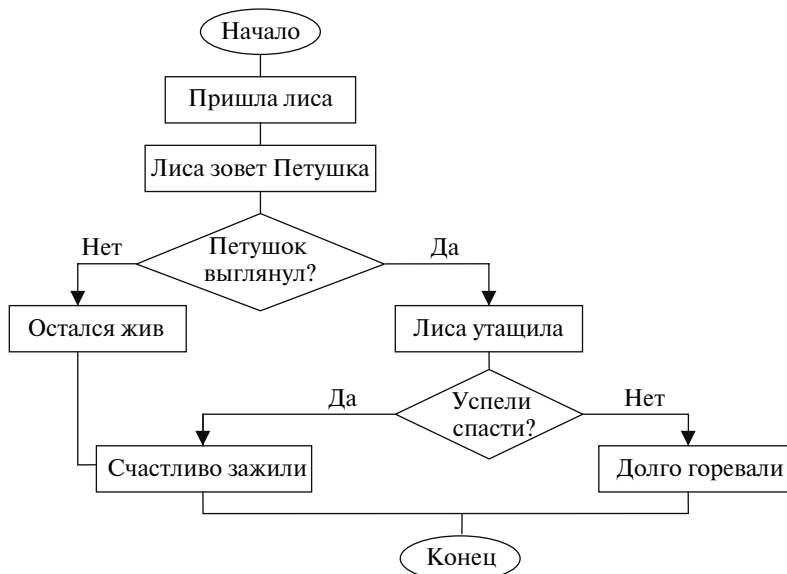 Начало
Пришла лиса
Лиса зовет Петушка
Нет
Петушок
выглянул?
Да
Остался жив
Лиса утащила
Да
Успели
спасти?
Нет
Счастливо зажили
Долго горевали
Конец